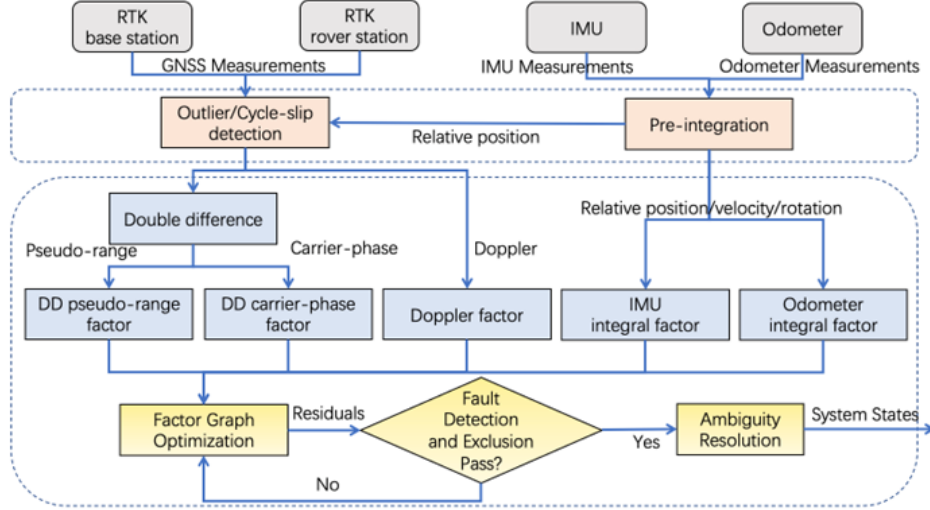 RTK
base station
RTK
rover station
IMU
Odometer
GNSS Measurements
IMU Measurements
Odometer Measurements
Outlier/Cycle-slip
detection
Relative position
Pre-integration
Double difference
Relative position/velocity/rotation
Pseudo-range
Carrier-phase
Doppler
DD pseudo-range
factor
DD carrier-phase
factor
Doppler factor
IMU
integral factor
Odometer
integral factor
Factor Graph
Optimization
Residuals
Fault
Detection
and Exclusion
Pass?
Yes
Ambiguity
Resolution
System States
No